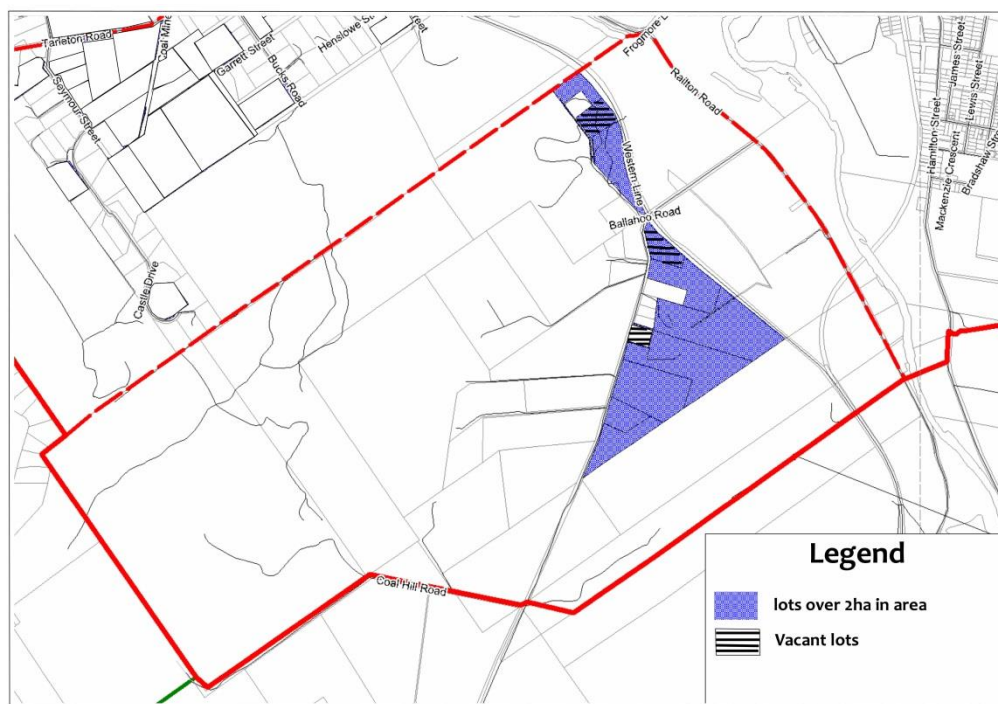 Tarleton Road
Coal Mine
Garrett Street
Henslowe
Bucks Road
Seymour Street
Castle Drive
Frogmore
Railton Road
Western Line
Ballahoo Road
Hamilton Street
Mackenzie Crescent
James Street
Lewis Street
Bradshaw
Coal Hill Road
Legend
lots over 2ha in area
Vacant lots